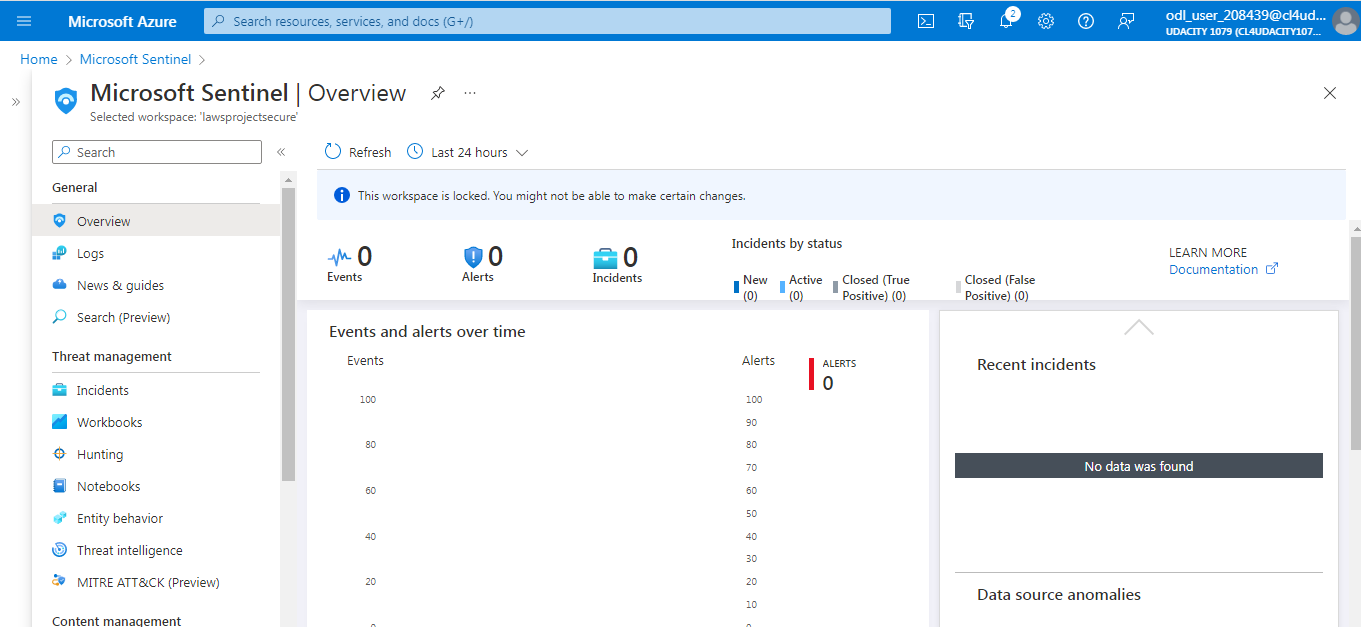 Microsoft Azure
Search resources, services, and docs (G+/)
2
odl_user_208439@cl4ud...
UDACITY 1079 (CL4UDACITY107...
Home > Microsoft Sentinel >
»
Microsoft Sentinel | Overview
...
Selected workspace: 'lawsprojectsecure'
Search
«
General
Overview
Logs
News & guides
Search (Preview)
Threat management
Incidents
Workbooks
Hunting
Notebooks
Entity behavior
Threat intelligence
MITRE ATT&CK (Preview)
Content management
Refresh
Last 24 hours
This workspace is locked. You might not be able to make certain changes.
0
Events
0
Alerts
0
Incidents
Incidents by status
New
(0)
Active
(0)
Closed (True
Positive) (0)
Closed (False
Positive) (0)
LEARN MORE
Documentation
Events and alerts over time
Events
100
80
60
40
20
0
Alerts
100
90
80
70
60
50
40
30
20
10
0
ALERTS
0
Recent incidents
No data was found
Data source anomalies